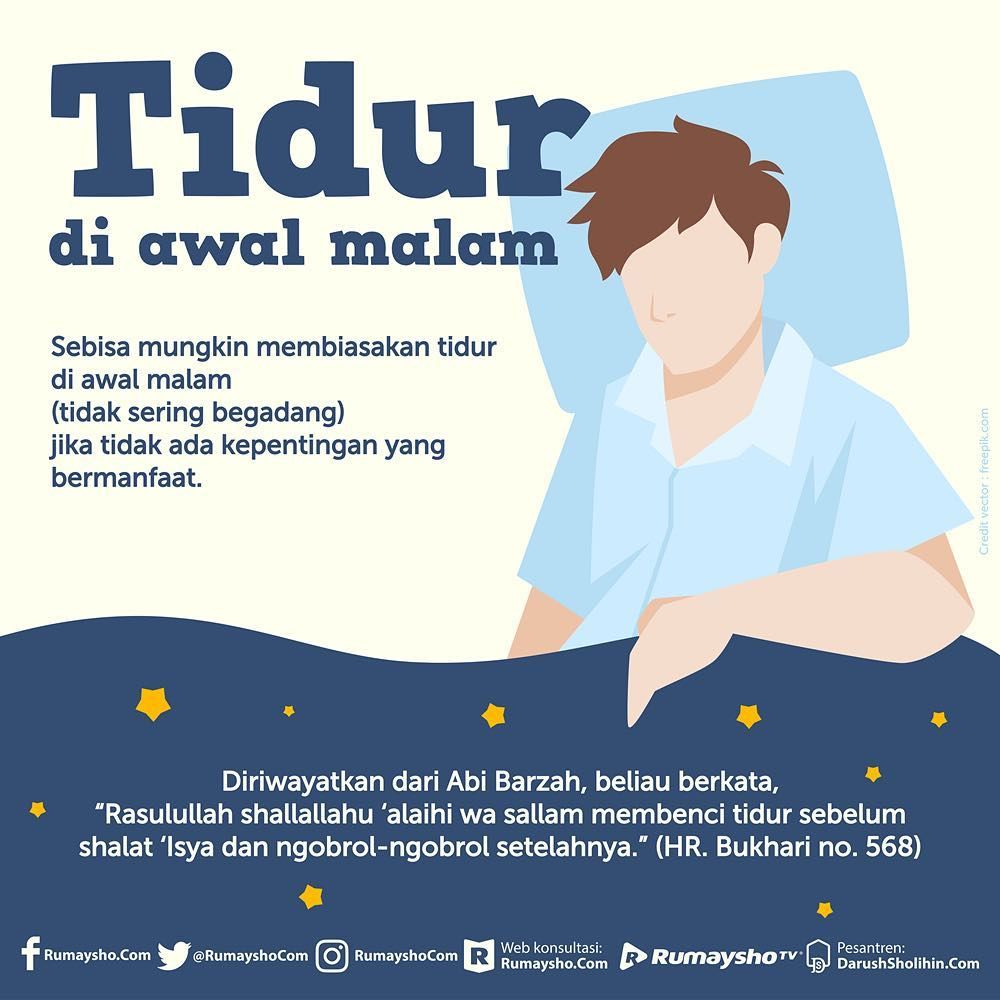 Tidur
di awal malam
Sebisa mungkin membiasakan tidur
di awal malam
(tidak sering begadang)
jika tidak ada kepentingan yang
bermanfaat.
Credit vector : freepik.com
Diriwayatkan dari Abi Barzah, beliau berkata,
“Rasulullah shallallahu ‘alaihi wa sallam membenci tidur sebelum
shalat ‘Isya dan ngobrol-ngobrol setelahnya.” (HR. Bukhari no. 568)
Rumaysho.Com
@RumayshoCom
RumayshoCom
Web konsultasi:
Rumaysho.Com
Rumaysho TV
Pesantren:
DarushSholihin.Com